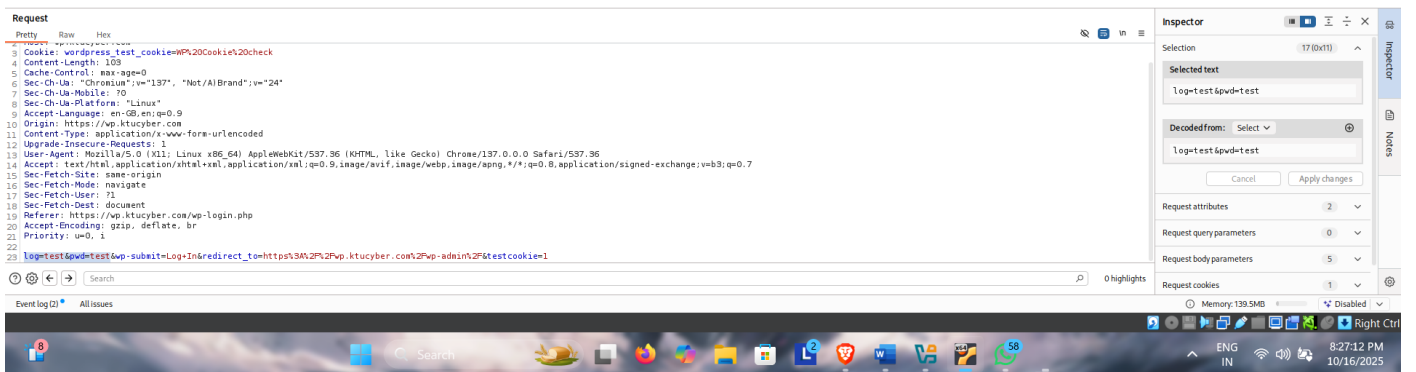 Request
Pretty Raw Hex
\n
3 Cookie: wordpress_test_cookie=WP%20Cookie%20check
4 Content-Length: 103
5 Cache-Control: max-age=0
6 Sec-Ch-Ua: "Chromium";v="137", "Not/A)Brand";v="24"
7 Sec-Ch-Ua-Mobile: ?0
8 Sec-Ch-Ua-Platform: "Linux"
9 Accept-Language: en-GB,en;q=0.9
10 Origin: https://wp.ktucyber.com
11 Content-Type: application/x-www-form-urlencoded
12 Upgrade-Insecure-Requests: 1
13 User-Agent: Mozilla/5.0 (X11; Linux x86_64) AppleWebKit/537.36 (KHTML, like Gecko) Chrome/137.0.0.0 Safari/537.36
14 Accept: text/html,application/xhtml+xml,application/xml;q=0.9,image/avif,image/webp,image/apng,*/*;q=0.8,application/signed-exchange;v=b3;q=0.7
15 Sec-Fetch-Site: same-origin
16 Sec-Fetch-Mode: navigate
17 Sec-Fetch-User: ?1
18 Sec-Fetch-Dest: document
19 Referer: https://wp.ktucyber.com/wp-login.php
20 Accept-Encoding: gzip, deflate, br
21 Priority: u=0, i
22
23 log=test&pwd=test&wp-submit=Log+In&redirect_to=https%3A%2F%2Fwp.ktucyber.com%2Fwp-admin%2F&testcookie=1
Search
0 highlights
Inspector
Selection 17 (0x11)
Selected text
log=test&pwd=test
Decoded from: Select
log=test&pwd=test
Cancel Apply changes
Request attributes 2
Request query parameters 0
Request body parameters 5
Request cookies 1
Inspector
Notes
Event log (2) All issues
Memory: 139.5MB Disabled
Right Ctrl
8
Search
2
58
ENG
IN
8:27:12 PM
10/16/2025